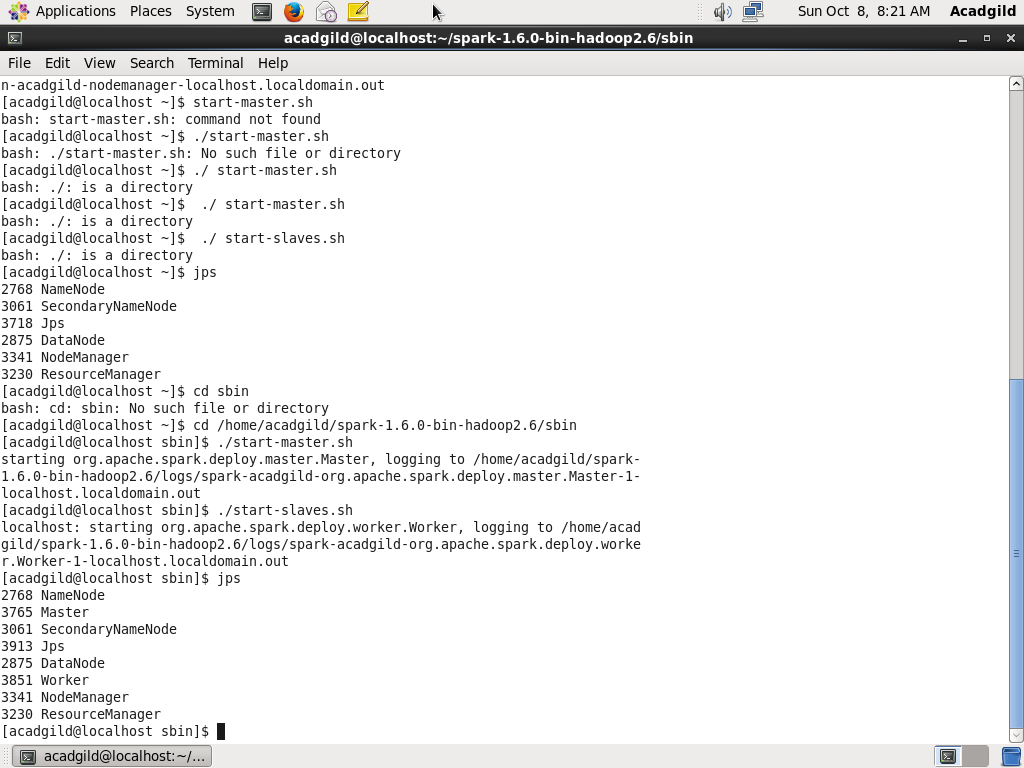 Applications Places System Sun Oct 8, 8:21 AM Acadgild
acadgild@localhost:~/spark-1.6.0-bin-hadoop2.6/sbin
File Edit View Search Terminal Help
n-acadgild-nodemanager-localhost.localdomain.out
[acadgild@localhost ~]$ start-master.sh
bash: start-master.sh: command not found
[acadgild@localhost ~]$ ./start-master.sh
bash: ./start-master.sh: No such file or directory
[acadgild@localhost ~]$ ./ start-master.sh
bash: ./: is a directory
[acadgild@localhost ~]$  ./ start-master.sh
bash: ./: is a directory
[acadgild@localhost ~]$  ./ start-slaves.sh
bash: ./: is a directory
[acadgild@localhost ~]$ jps
2768 NameNode
3061 SecondaryNameNode
3718 Jps
2875 DataNode
3341 NodeManager
3230 ResourceManager
[acadgild@localhost ~]$ cd sbin
bash: cd: sbin: No such file or directory
[acadgild@localhost ~]$ cd /home/acadgild/spark-1.6.0-bin-hadoop2.6/sbin
[acadgild@localhost sbin]$ ./start-master.sh
starting org.apache.spark.deploy.master.Master, logging to /home/acadgild/spark-
1.6.0-bin-hadoop2.6/logs/spark-acadgild-org.apache.spark.deploy.master.Master-1-
localhost.localdomain.out
[acadgild@localhost sbin]$ ./start-slaves.sh
localhost: starting org.apache.spark.deploy.worker.Worker, logging to /home/acad
gild/spark-1.6.0-bin-hadoop2.6/logs/spark-acadgild-org.apache.spark.deploy.worke
r.Worker-1-localhost.localdomain.out
[acadgild@localhost sbin]$ jps
2768 NameNode
3765 Master
3061 SecondaryNameNode
3913 Jps
2875 DataNode
3851 Worker
3341 NodeManager
3230 ResourceManager
[acadgild@localhost sbin]$
acadgild@localhost:~/...